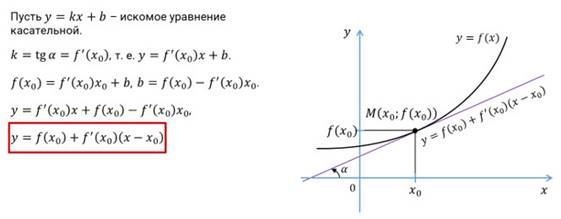 Пусть y = kx + b − искомое уравнение
касательной.
k = tg α = f′(x₀), т. е. y = f′(x₀)x + b.
f(x₀) = f′(x₀)x₀ + b, b = f(x₀) − f′(x₀)x₀.
y = f′(x₀)x + f(x₀) − f′(x₀)x₀,
y = f(x₀) + f′(x₀)(x − x₀)
y
y = f(x)
M(x₀; f(x₀))
f(x₀)
y = f(x₀) + f′(x₀)(x − x₀)
α
0
x₀
x